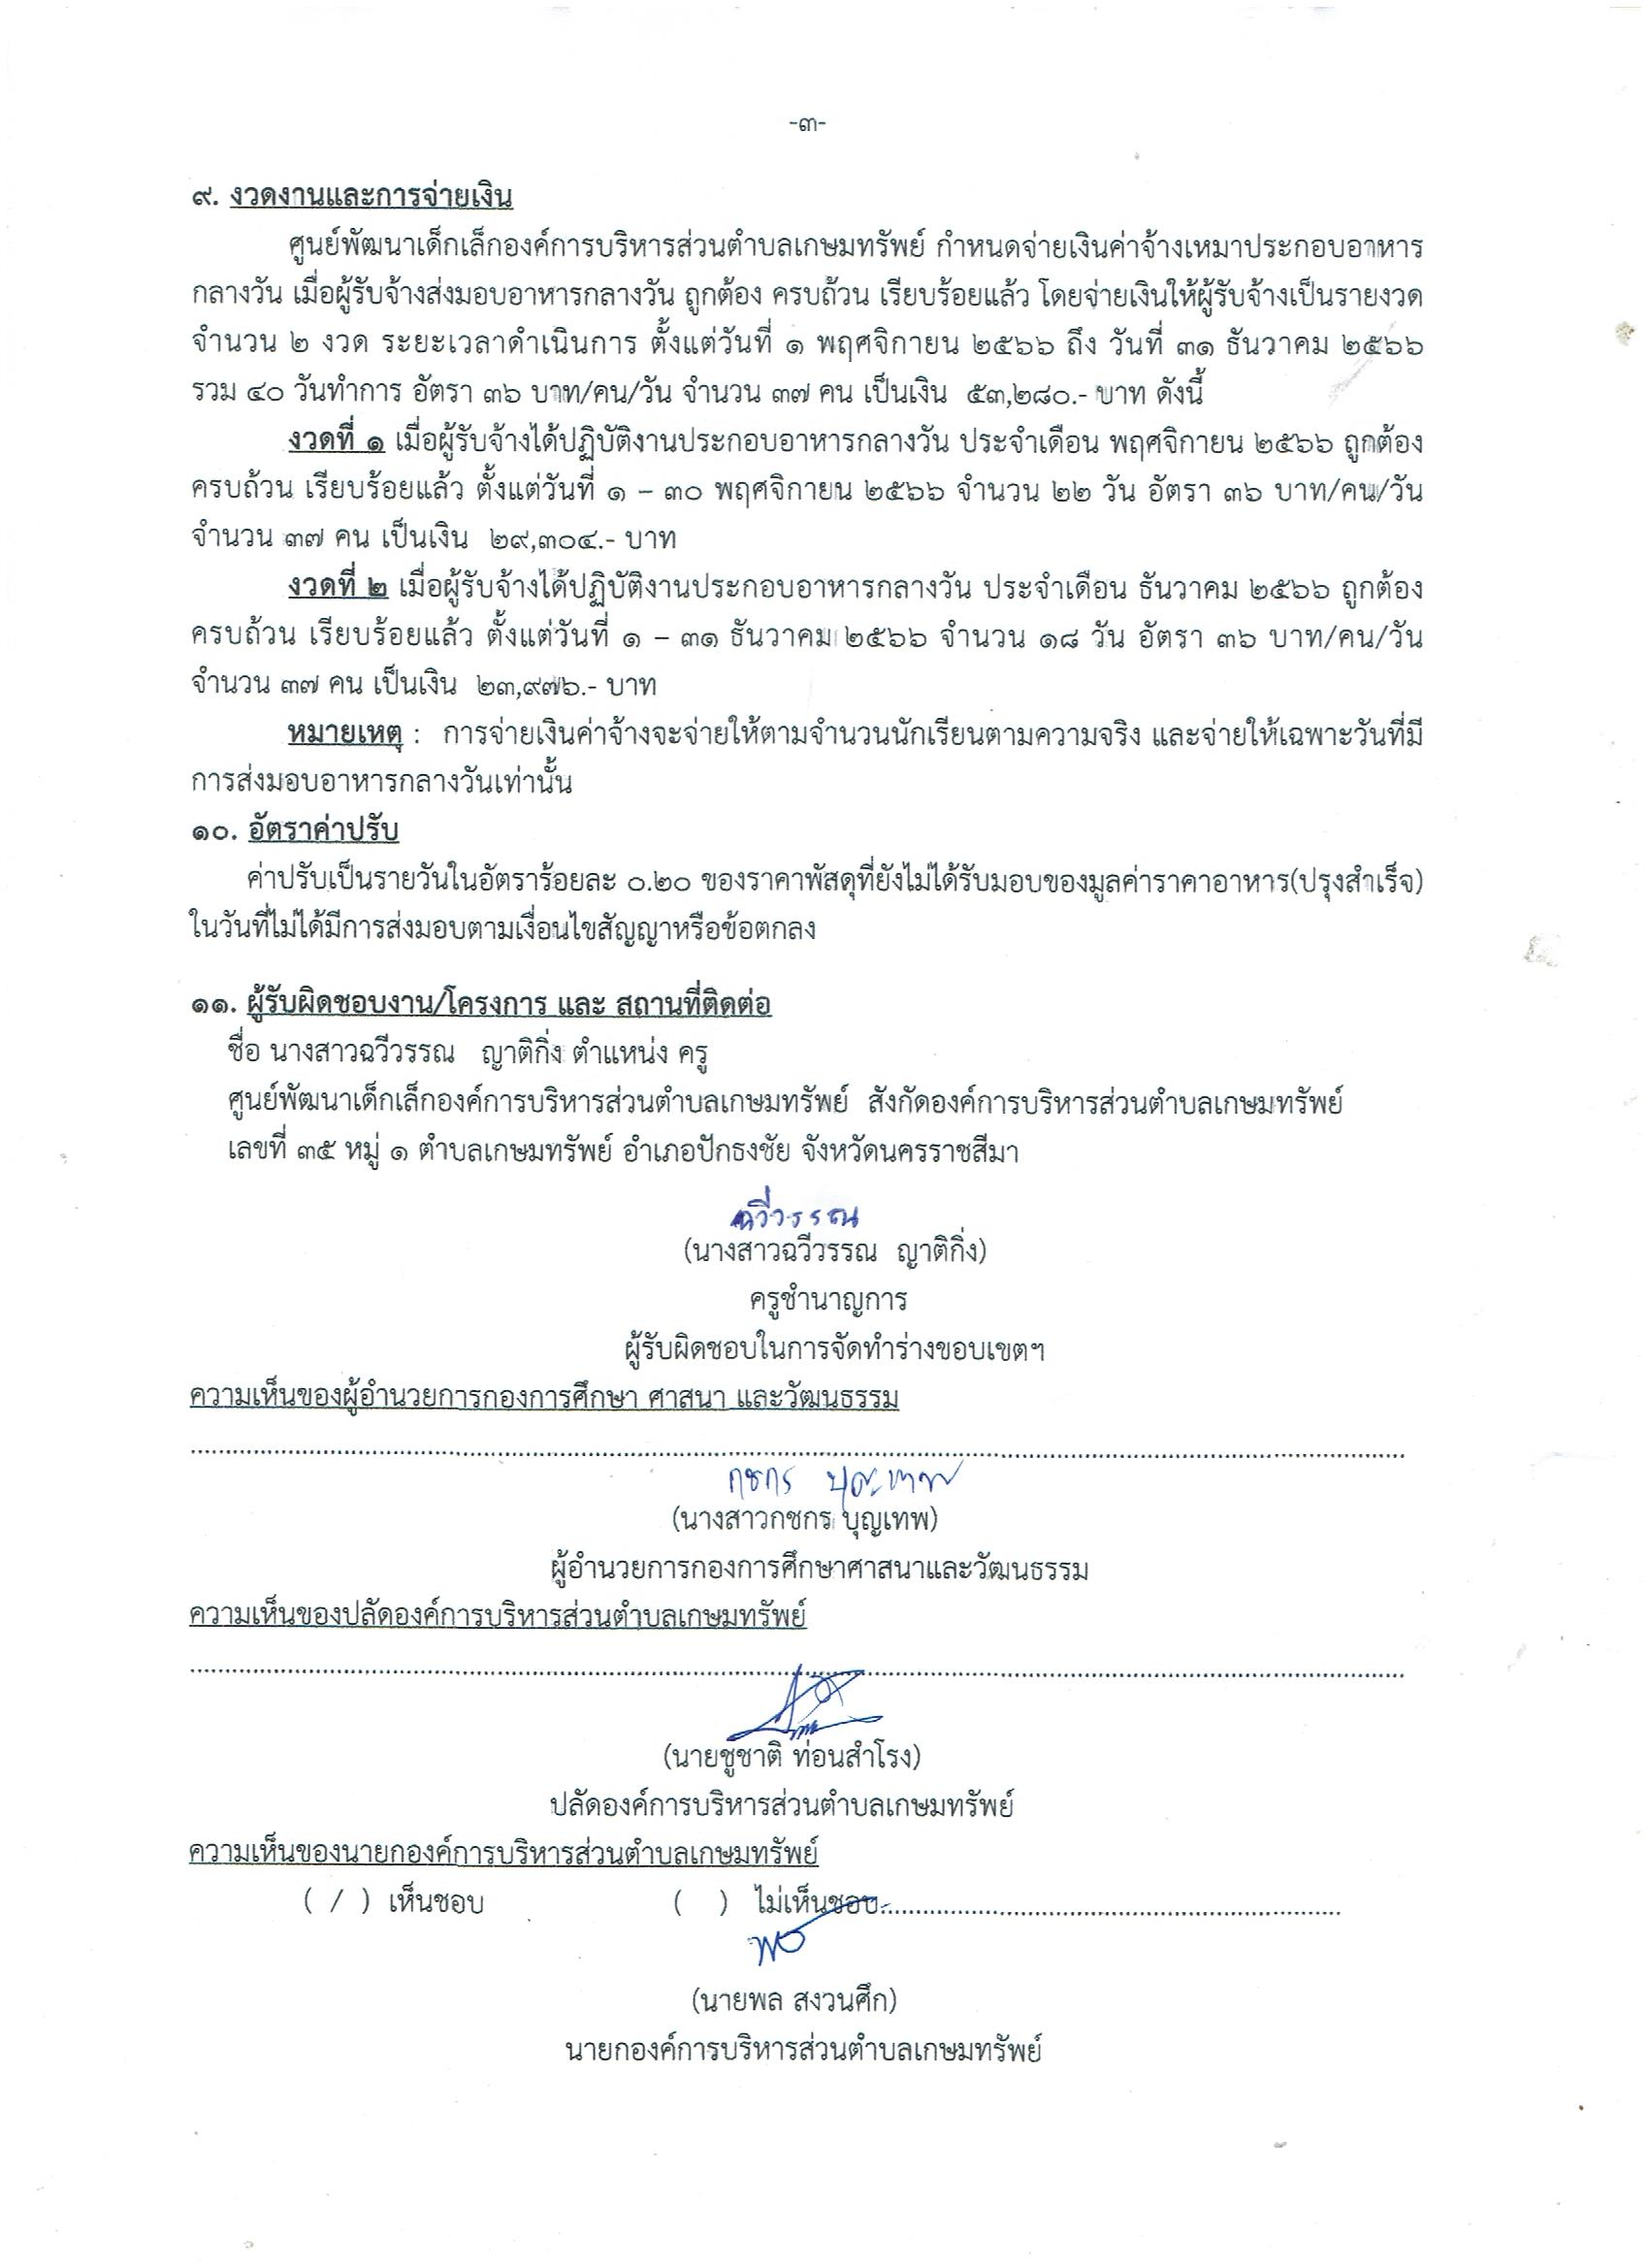 -๓-
๙. งวดงานและการจ่ายเงิน
ศูนย์พัฒนาเด็กเล็กองค์การบริหารส่วนตำบลเกษมทรัพย์ กำหนดจ่ายเงินค่าจ้างเหมาประกอบอาหาร
กลางวัน เมื่อผู้รับจ้างส่งมอบอาหารกลางวัน ถูกต้อง ครบถ้วน เรียบร้อยแล้ว โดยจ่ายเงินให้ผู้รับจ้างเป็นรายงวด
จำนวน ๒ งวด ระยะเวลาดำเนินการ ตั้งแต่วันที่ ๑ พฤศจิกายน ๒๕๖๖ ถึง วันที่ ๓๑ ธันวาคม ๒๕๖๖
รวม ๔๐ วันทำการ อัตรา ๓๖ บาท/คน/วัน จำนวน ๓๗ คน เป็นเงิน ๕๓,๒๘๐.- บาท ดังนี้
งวดที่ ๑ เมื่อผู้รับจ้างได้ปฏิบัติงานประกอบอาหารกลางวัน ประจำเดือน พฤศจิกายน ๒๕๖๖ ถูกต้อง
ครบถ้วน เรียบร้อยแล้ว ตั้งแต่วันที่ ๑ – ๓๐ พฤศจิกายน ๒๕๖๖ จำนวน ๒๒ วัน อัตรา ๓๖ บาท/คน/วัน
จำนวน ๓๗ คน เป็นเงิน ๒๙,๓๐๔.- บาท
งวดที่ ๒ เมื่อผู้รับจ้างได้ปฏิบัติงานประกอบอาหารกลางวัน ประจำเดือน ธันวาคม ๒๕๖๖ ถูกต้อง
ครบถ้วน เรียบร้อยแล้ว ตั้งแต่วันที่ ๑ – ๓๑ ธันวาคม ๒๕๖๖ จำนวน ๑๘ วัน อัตรา ๓๖ บาท/คน/วัน
จำนวน ๓๗ คน เป็นเงิน ๒๓,๙๗๖.- บาท
หมายเหตุ : การจ่ายเงินค่าจ้างจะจ่ายให้ตามจำนวนนักเรียนตามความจริง และจ่ายให้เฉพาะวันที่มี
การส่งมอบอาหารกลางวันเท่านั้น
๑๐. อัตราค่าปรับ
ค่าปรับเป็นรายวันในอัตราร้อยละ ๐.๒๐ ของราคาพัสดุที่ยังไม่ได้รับมอบของมูลค่าราคาอาหาร(ปรุงสำเร็จ)
ในวันที่ไม่ได้มีการส่งมอบตามเงื่อนไขสัญญาหรือข้อตกลง
๑๑. ผู้รับผิดชอบงาน/โครงการ และ สถานที่ติดต่อ
ชื่อ นางสาวฉวีวรรณ ญาติกิ่ง ตำแหน่ง ครู
ศูนย์พัฒนาเด็กเล็กองค์การบริหารส่วนตำบลเกษมทรัพย์ สังกัดองค์การบริหารส่วนตำบลเกษมทรัพย์
เลขที่ ๓๕ หมู่ ๑ ตำบลเกษมทรัพย์ อำเภอปักธงชัย จังหวัดนครราชสีมา
ฉวีวรรณ
(นางสาวฉวีวรรณ ญาติกิ่ง)
ครูชำนาญการ
ผู้รับผิดชอบในการจัดทำร่างขอบเขตฯ
ความเห็นของผู้อำนวยการกองการศึกษา ศาสนา และวัฒนธรรม
กชกร บุญเทพ
(นางสาวกชกร บุญเทพ)
ผู้อำนวยการกองการศึกษาศาสนาและวัฒนธรรม
ความเห็นของปลัดองค์การบริหารส่วนตำบลเกษมทรัพย์
(นายชูชาติ ท่อนสำโรง)
ปลัดองค์การบริหารส่วนตำบลเกษมทรัพย์
ความเห็นของนายกองค์การบริหารส่วนตำบลเกษมทรัพย์
( / ) เห็นชอบ ( ) ไม่เห็นชอบ
(นายพล สงวนศึก)
นายกองค์การบริหารส่วนตำบลเกษมทรัพย์